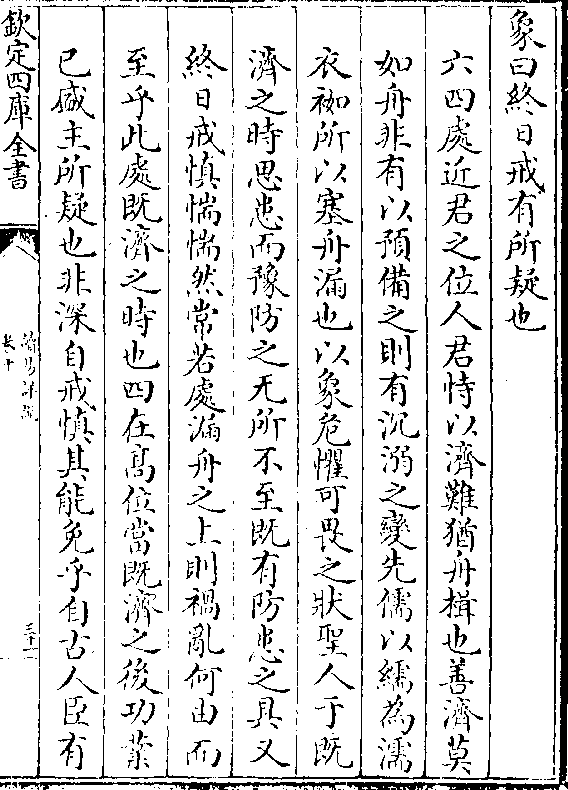 象曰終日戒有所疑也
六四處近君之位人君恃以濟難猶舟楫也善濟莫
如舟非有以預備之則有沉溺之變先儒以繻為濡
衣袽所以塞舟漏也以象危懼可畏之狀聖人于既
濟之時思患而豫防之无所不至既有防患之具又
終日戒慎惴惴然常若處漏舟之上則禍亂何由而
至乎此處既濟之時也四在髙位當既濟之後功業
已盛主所疑也非深自戒慎其能免乎自古人臣有
欽定四庫全書
讀易詳說
卷十